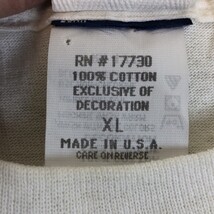 RN #17730
100% COTTON
EXCLUSIVE OF
DECORATION
XL
MADE IN U.S.A.
CARE ON REVERSE